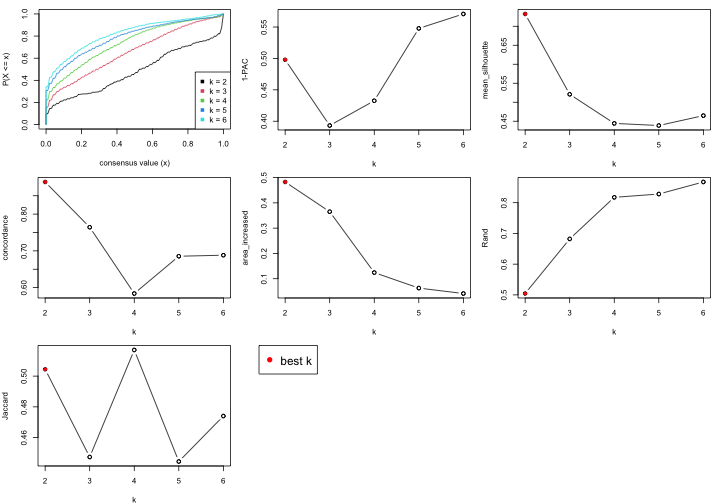 P(X <= x)
0.0 0.2 0.4 0.6 0.8 1.0
k = 2
k = 3
k = 4
k = 5
k = 6
0.0 0.2 0.4 0.6 0.8 1.0
consensus value (x)
1-PAC
0.40 0.45 0.50 0.55
2 3 4 5 6
k
mean_silhouette
0.45 0.55 0.65
2 3 4 5 6
k
concordance
0.60 0.70 0.80
2 3 4 5 6
k
area_increased
0.1 0.2 0.3 0.4 0.5
2 3 4 5 6
k
Rand
0.5 0.6 0.7 0.8
2 3 4 5 6
k
Jaccard
0.46 0.48 0.50
2 3 4 5 6
k
best k